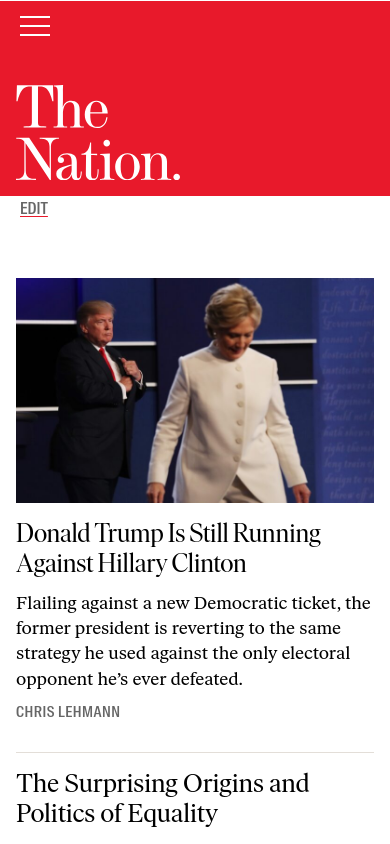 The
Nation.
EDIT
Donald Trump Is Still Running
Against Hillary Clinton
Flailing against a new Democratic ticket, the
former president is reverting to the same
strategy he used against the only electoral
opponent he’s ever defeated.
CHRIS LEHMANN
The Surprising Origins and
Politics of Equality